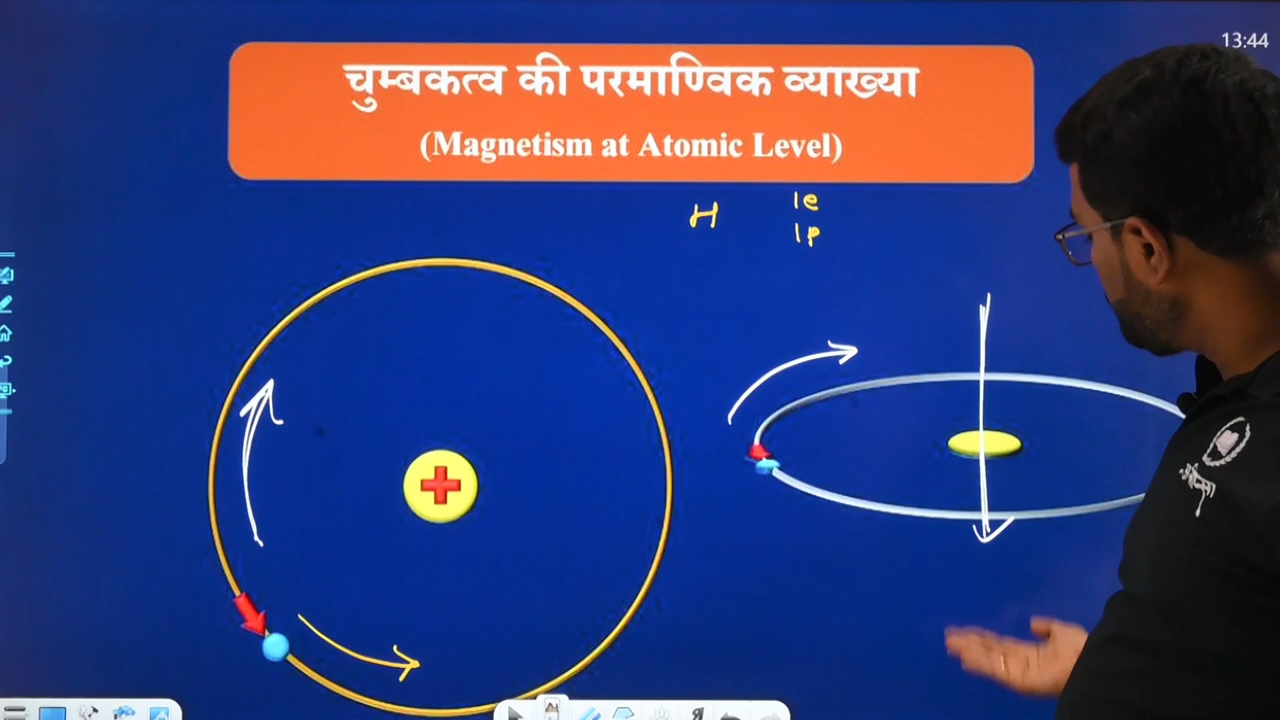 13:44
चुम्बकत्व की परमाण्विक व्याख्या
(Magnetism at Atomic Level)
H 1e
1p